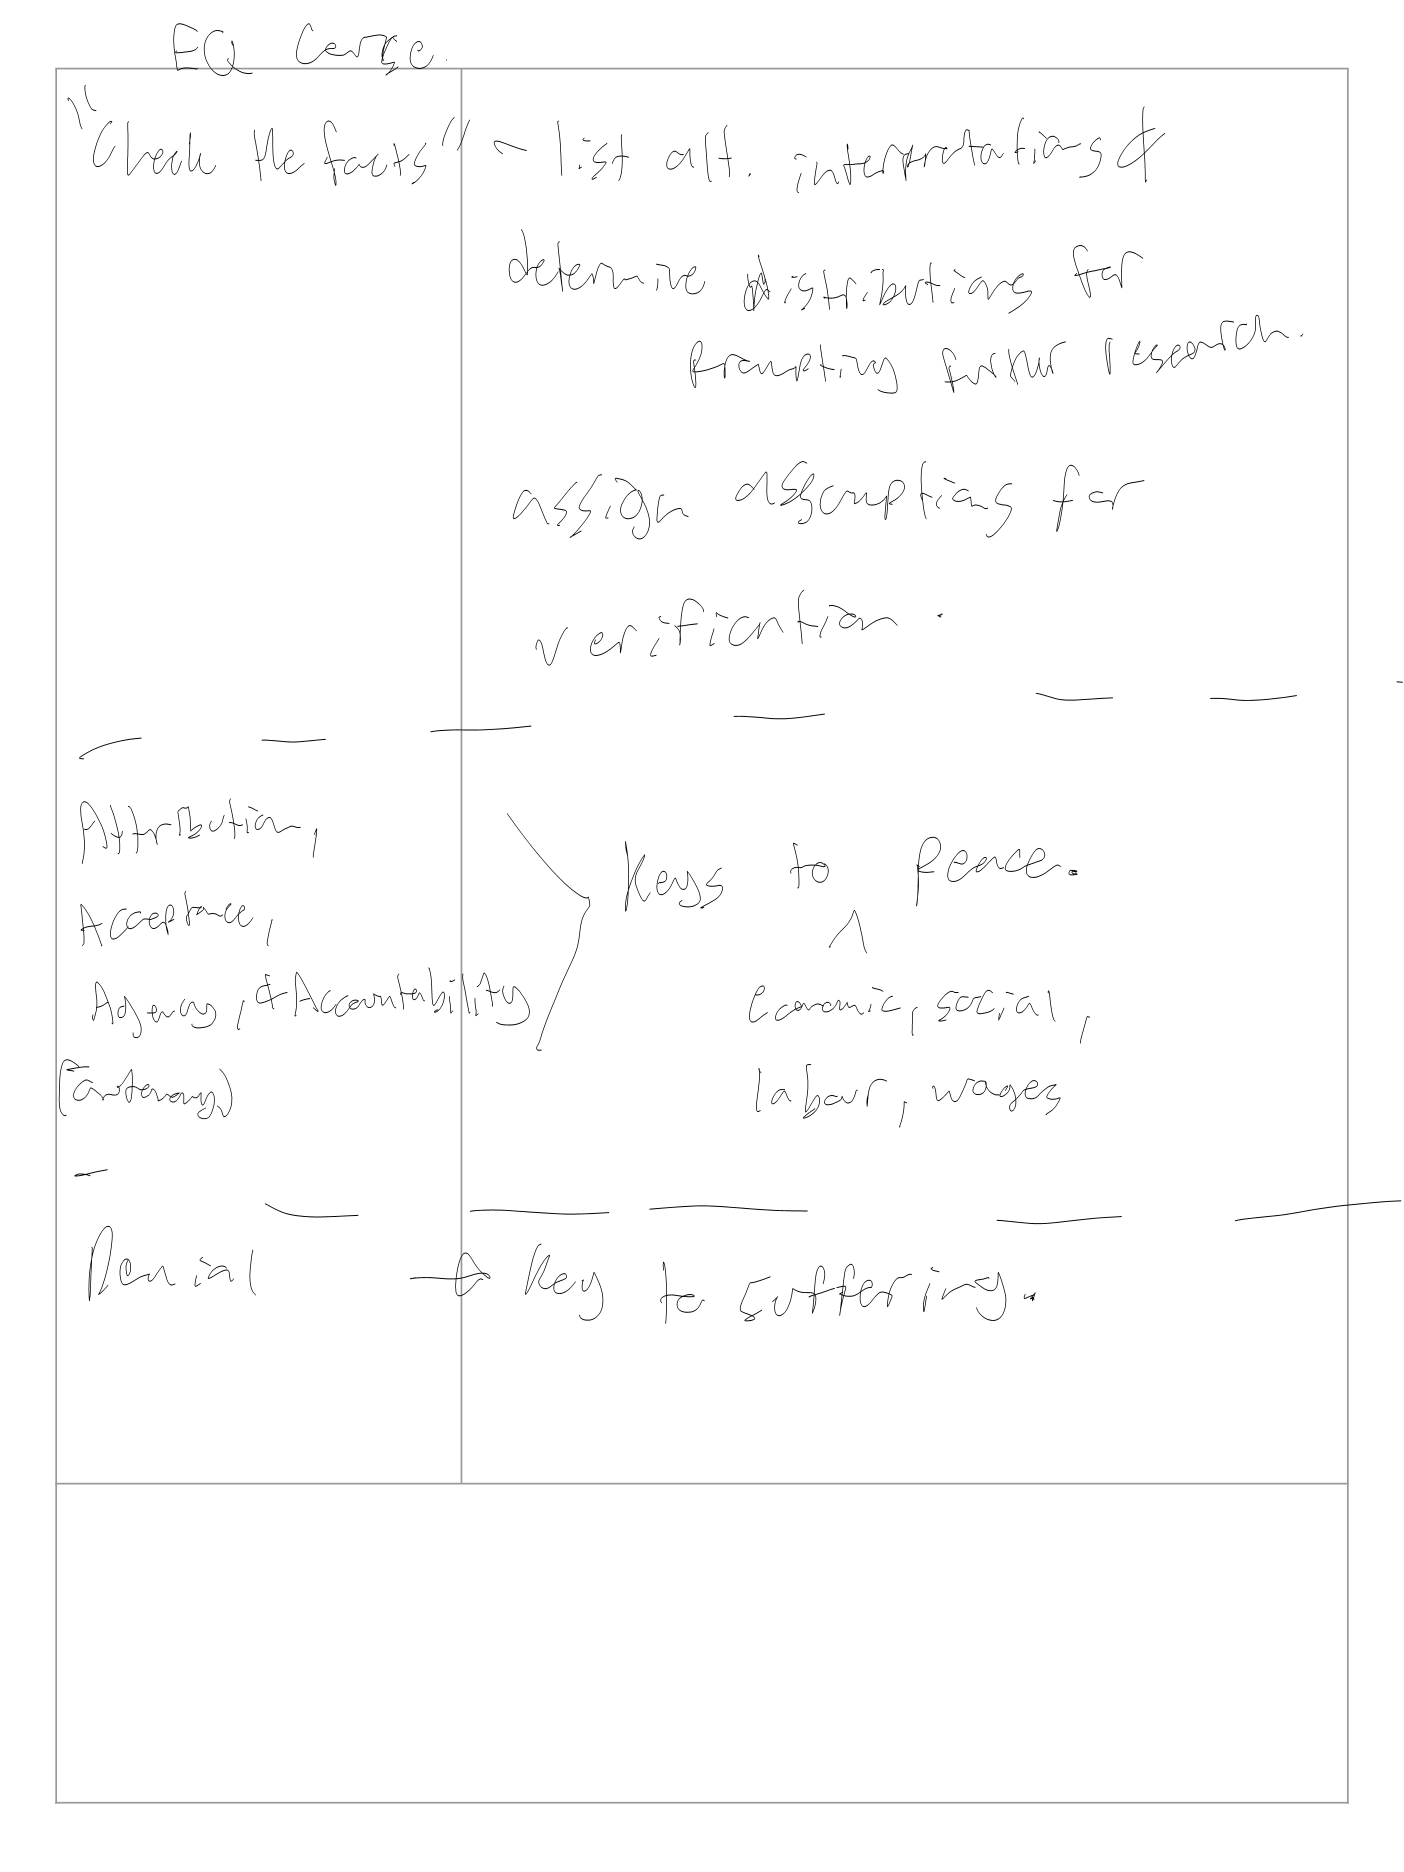 EQ Course.
"Check the facts" ~ list alt. interpretations &
determine distributions for
prompting further research.
assign assumptions for
verification.
Attribution,
Acceptance,
Agency, & Accountability
(autonomy)
Keys to Peace.
^
economic, social,
labour, wages
Denial → Key to suffering.